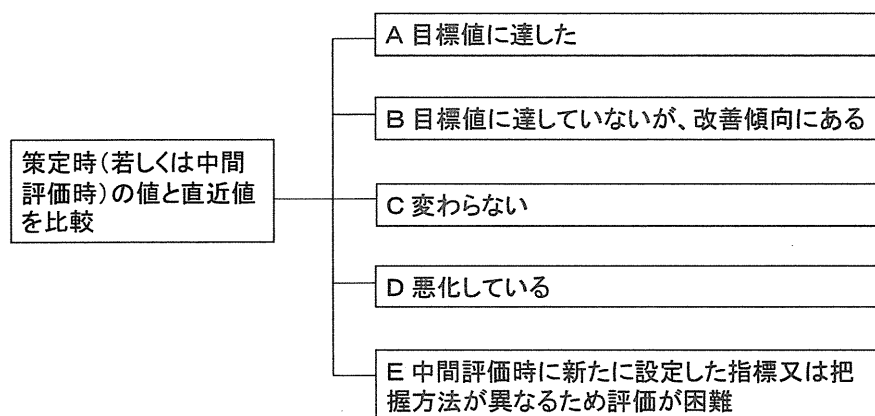 策定時(若しくは中間
評価時)の値と直近値
を比較
A 目標値に達した
B 目標値に達していないが、改善傾向にある
C 変わらない
D 悪化している
E 中間評価時に新たに設定した指標又は把
握方法が異なるため評価が困難